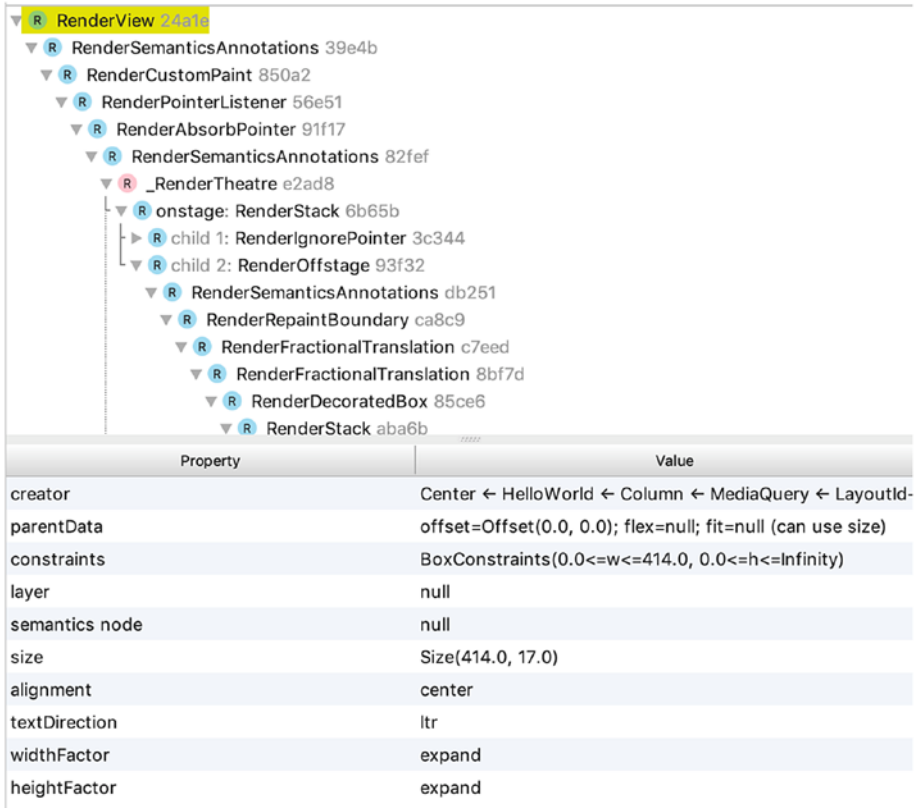 R RenderView 24a1e
R RenderSemanticsAnnotations 39e4b
R RenderCustomPaint 850a2
R RenderPointerListener 56e51
R RenderAbsorbPointer 91f17
R RenderSemanticsAnnotations 82fef
R _RenderTheatre e2ad8
R onstage: RenderStack 6b65b
R child 1: RenderIgnorePointer 3c344
R child 2: RenderOffstage 93f32
R RenderSemanticsAnnotations db251
R RenderRepaintBoundary ca8c9
R RenderFractionalTranslation c7eed
R RenderFractionalTranslation 8bf7d
R RenderDecoratedBox 85ce6
R RenderStack aba6b
Property Value
creator Center ← HelloWorld ← Column ← MediaQuery ← LayoutId-
parentData offset=Offset(0.0, 0.0); flex=null; fit=null (can use size)
constraints BoxConstraints(0.0<=w<=414.0, 0.0<=h<=Infinity)
layer null
semantics node null
size Size(414.0, 17.0)
alignment center
textDirection ltr
widthFactor expand
heightFactor expand